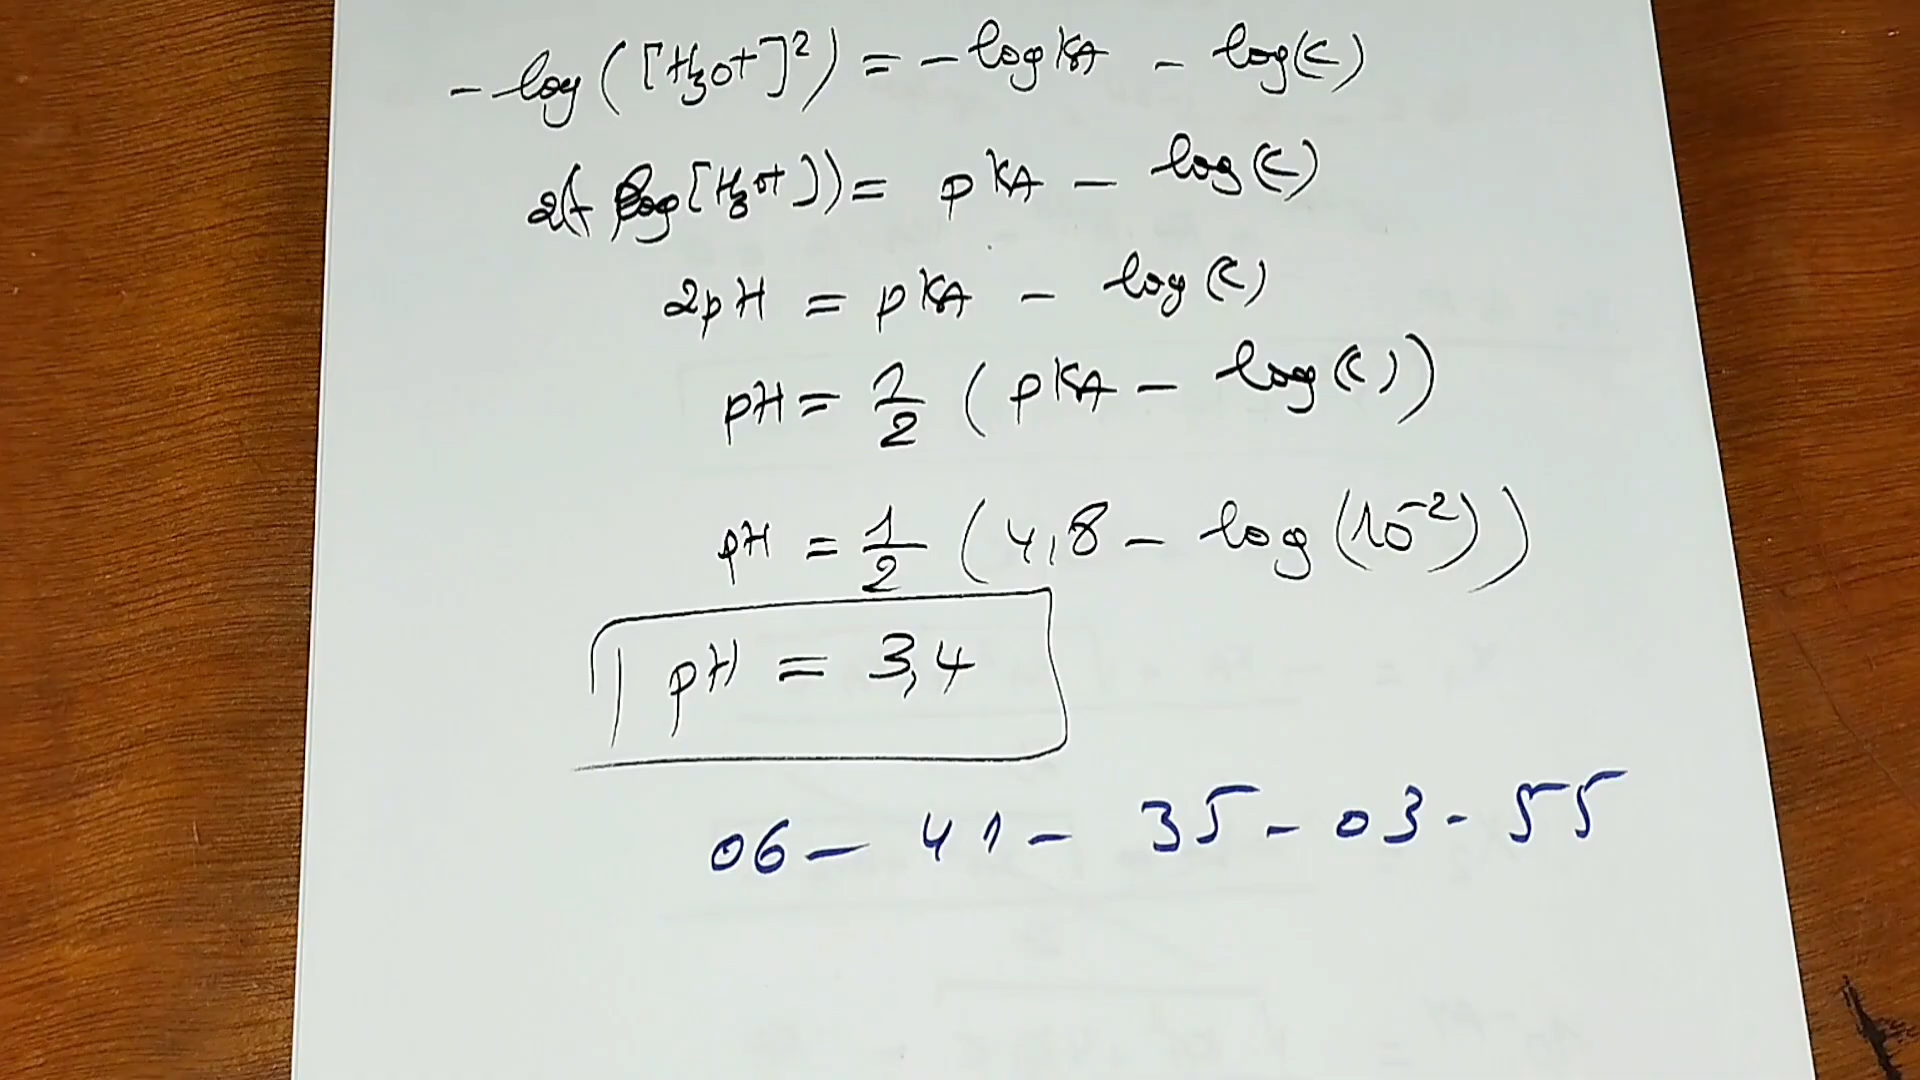 - log([H3O+]²) = - log KA - log(C)
2(- log[H3O+]) = pKA - log(C)
2pH = pKA - log(C)
pH = 1/2 (pKA - log(C))
pH = 1/2 (4,8 - log(10⁻²))
pH = 3,4
06 - 41 - 35 - 03 - 55